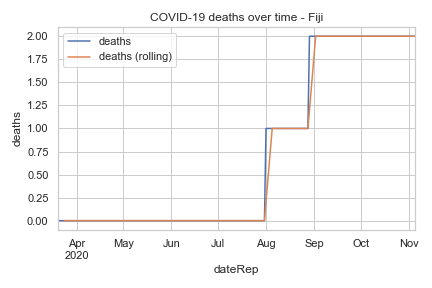 COVID-19 deaths over time - Fiji
deaths
deaths (rolling)
2.00
1.75
1.50
1.25
1.00
0.75
0.50
0.25
0.00
deaths
Apr May Jun Jul Aug Sep Oct Nov
2020
dateRep